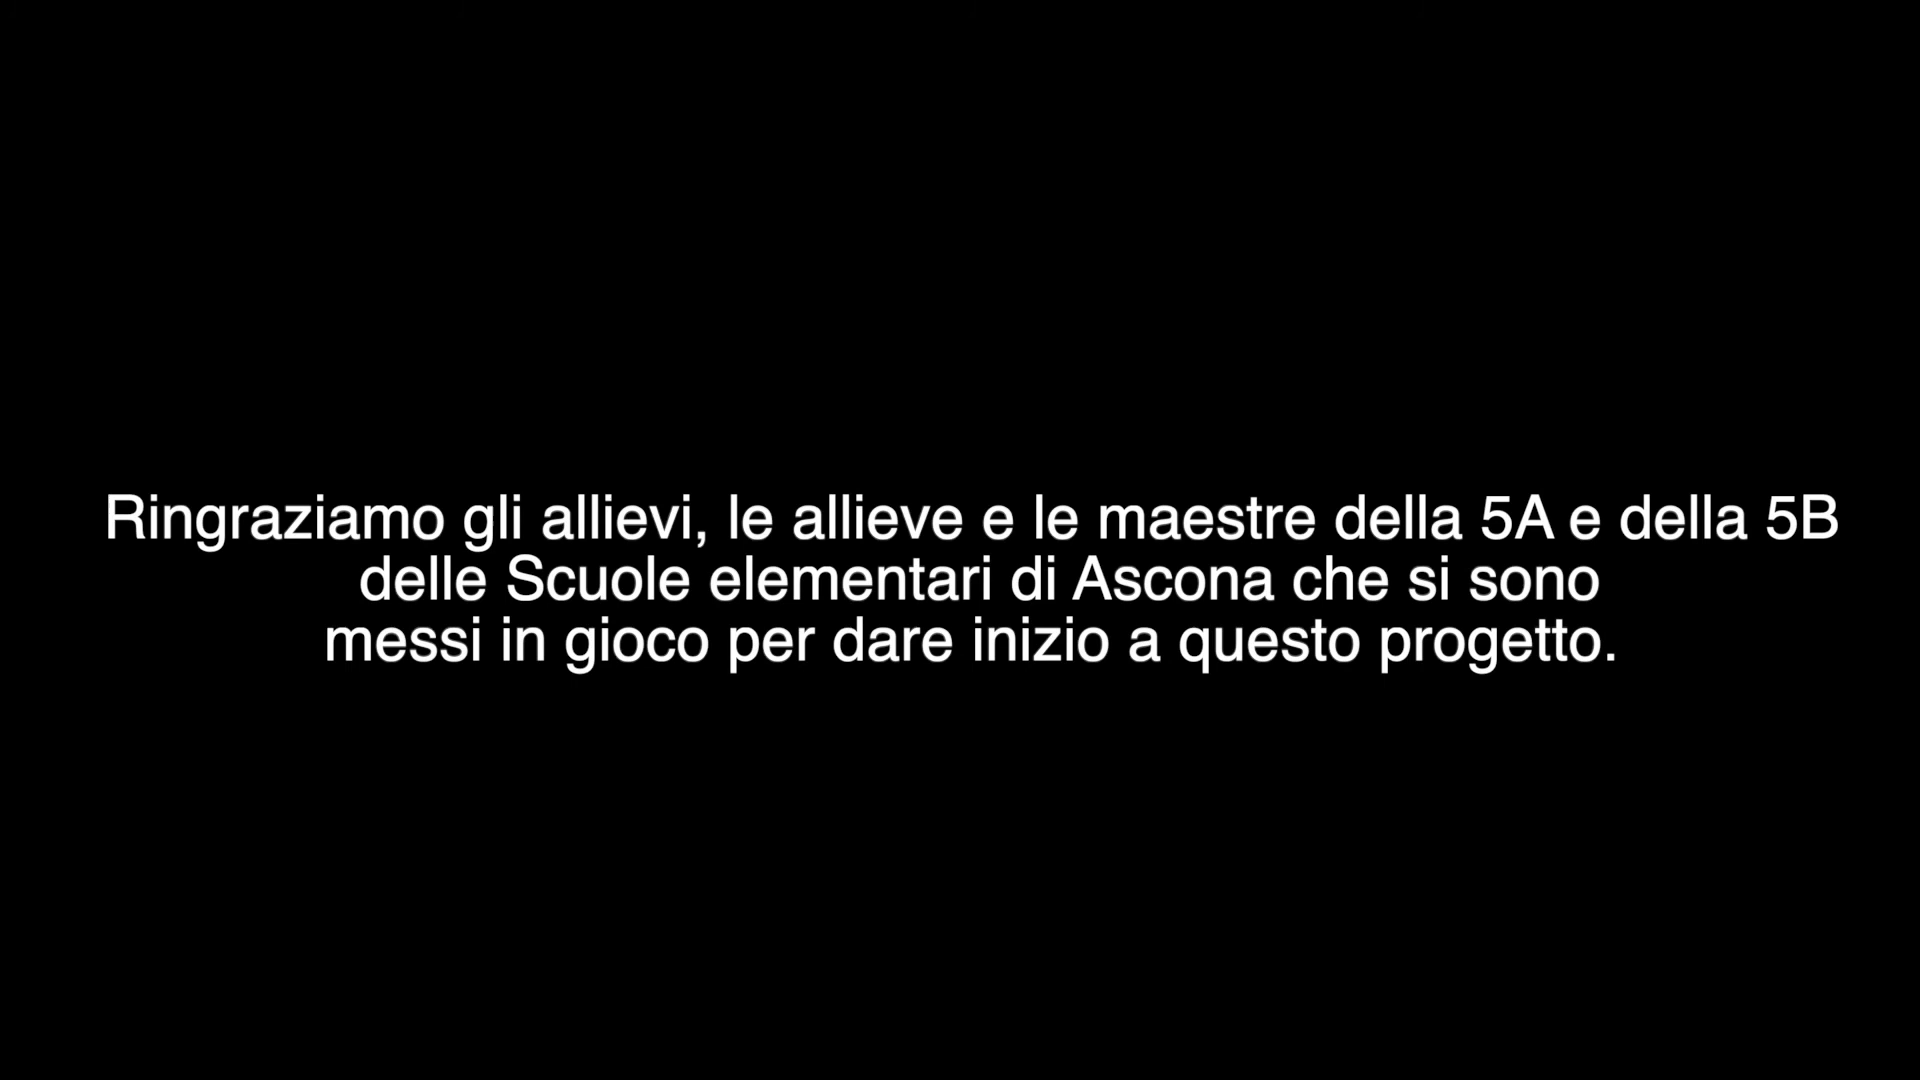 Ringraziamo gli allievi, le allieve e le maestre della 5A e della 5B
delle Scuole elementari di Ascona che si sono
messi in gioco per dare inizio a questo progetto.